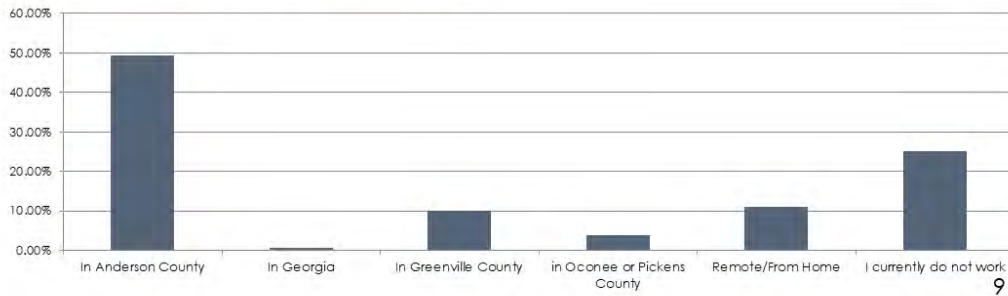 60.00%
50.00%
40.00%
30.00%
20.00%
10.00%
0.00%
In Anderson County
In Georgia
In Greenville County
in Oconee or Pickens
County
Remote/From Home
I currently do not work
9